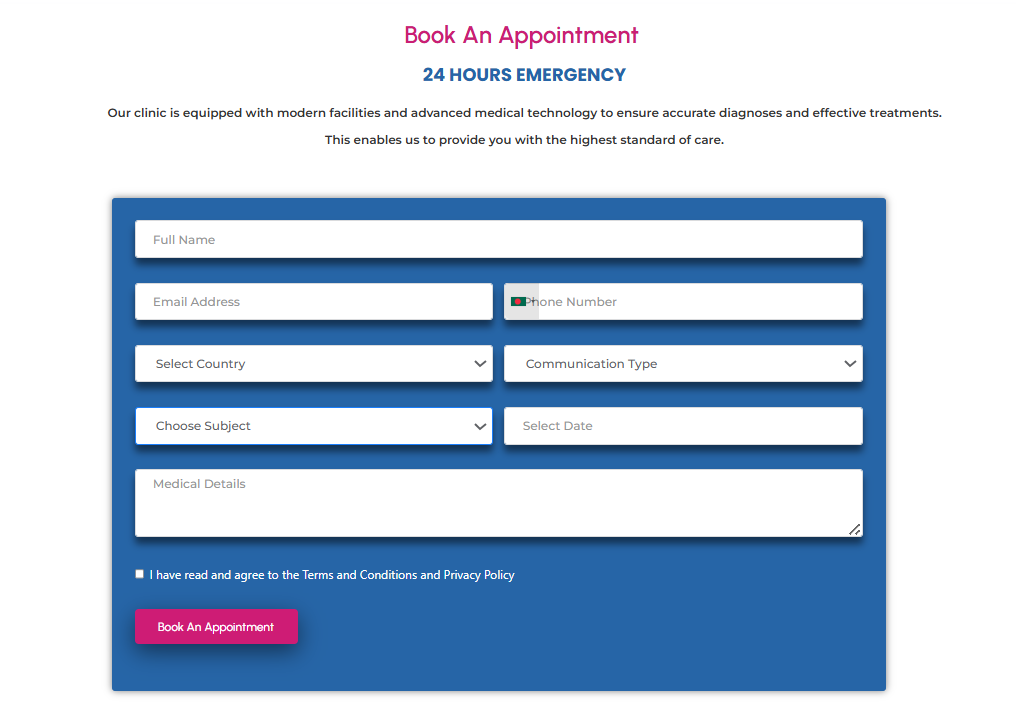 Book An Appointment
24 HOURS EMERGENCY
Our clinic is equipped with modern facilities and advanced medical technology to ensure accurate diagnoses and effective treatments.
This enables us to provide you with the highest standard of care.
Full Name
Email Address
Phone Number
Select Country
Communication Type
Choose Subject
Select Date
Medical Details
I have read and agree to the Terms and Conditions and Privacy Policy
Book An Appointment